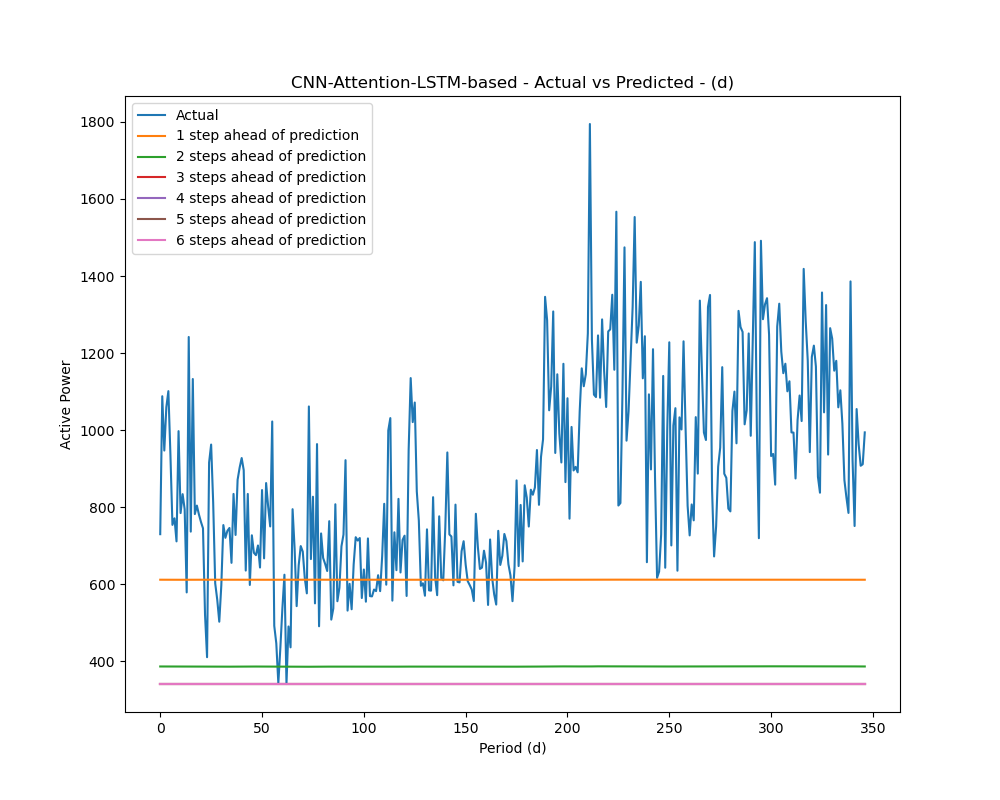 CNN-Attention-LSTM-based - Actual vs Predicted - (d)
Actual
1 step ahead of prediction
2 steps ahead of prediction
3 steps ahead of prediction
4 steps ahead of prediction
5 steps ahead of prediction
6 steps ahead of prediction
1800
1600
1400
1200
1000
800
600
400
Active Power
0 50 100 150 200 250 300 350
Period (d)